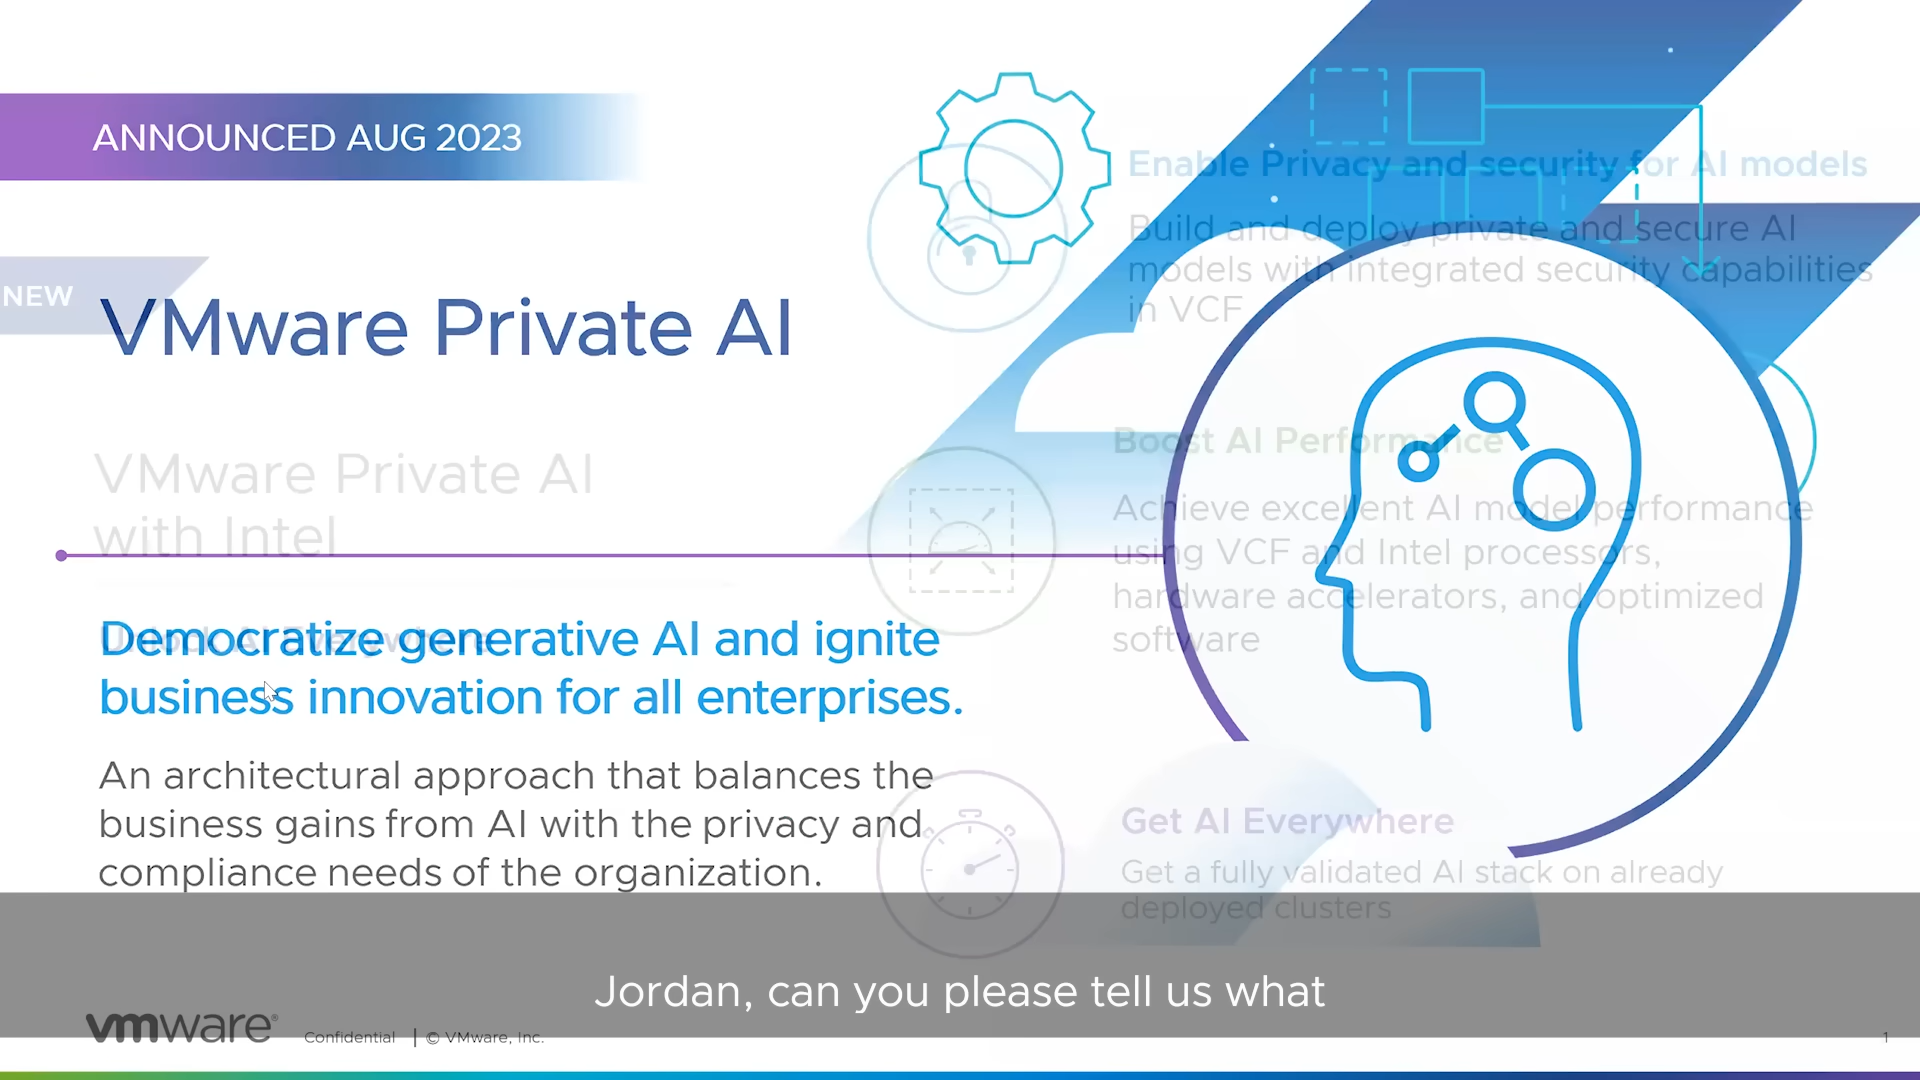 ANNOUNCED AUG 2023
NEW
VMware Private AI
VMware Private AI
with Intel
Unlock AI Everywhere
Democratize generative AI and ignite
business innovation for all enterprises.
An architectural approach that balances the
business gains from AI with the privacy and
compliance needs of the organization.
Enable Privacy and security for AI models
Build and deploy private and secure AI
models with integrated security capabilities
in VCF
Boost AI Performance
Achieve excellent AI model performance
using VCF and Intel processors,
hardware accelerators, and optimized
software
Get AI Everywhere
Get a fully validated AI stack on already
deployed clusters
Jordan, can you please tell us what
vmware®
Confidential | © VMware, Inc.
1